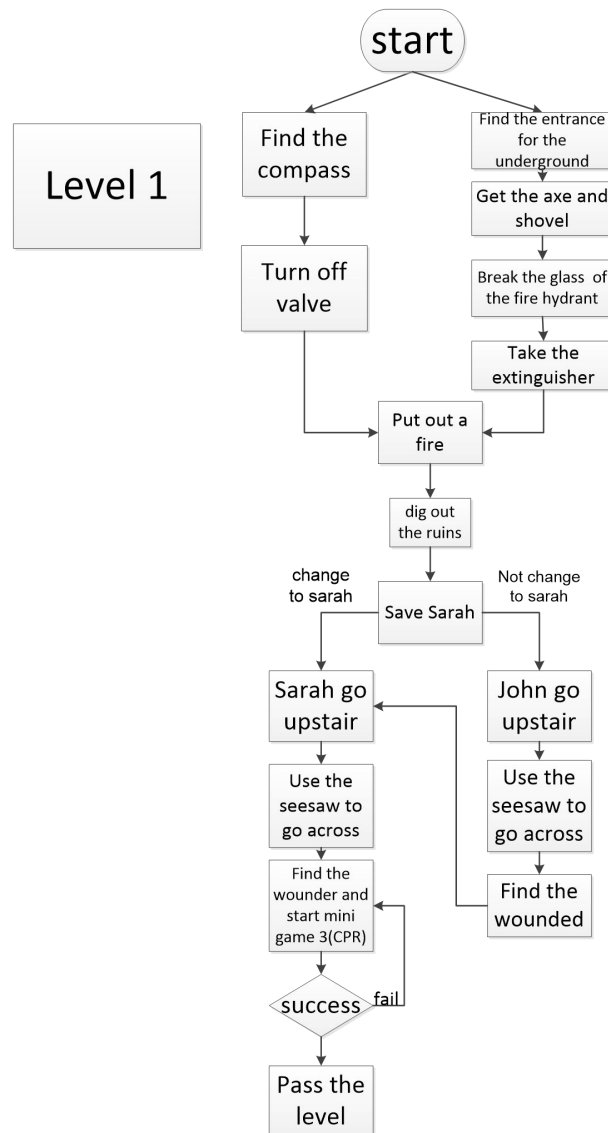 start
Level 1
Find the
compass
Find the entrance
for the
underground
Get the axe and
shovel
Turn off
valve
Break the glass of
the fire hydrant
Take the
extinguisher
Put out a
fire
dig out
the ruins
change
to sarah
Not change
to sarah
Save Sarah
Sarah go
upstair
John go
upstair
Use the
seesaw to
go across
Use the
seesaw to
go across
Find the
wounder and
start mini
game 3(CPR)
Find the
wounded
success
fail
Pass the
level